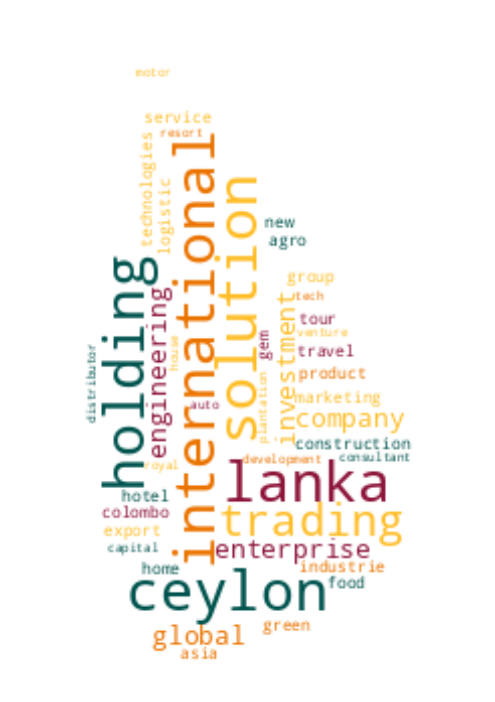 motor
service
resort
technologies
logistic
international
solution
new
agro
holding
engineering
group
tech
investment
tour
venture
house
gem
travel
distributor
plantation
product
auto
marketing
company
construction
consultant
royal
development
lanka
hotel
colombo
trading
export
capital
enterprise
home
industrie
ceylon
food
global
green
asia